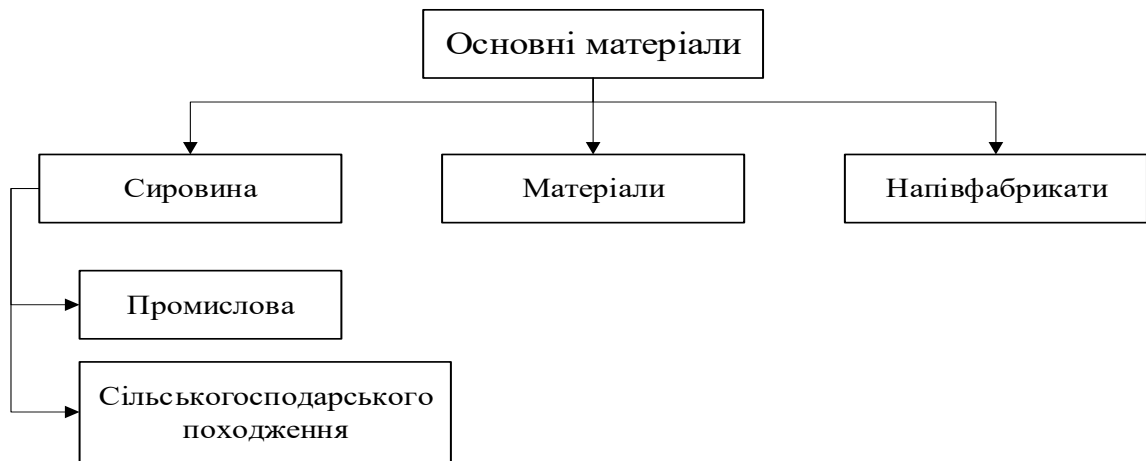 Основні матеріали
Сировина
Матеріали
Напівфабрикати
Промислова
Сільськогосподарського
походження